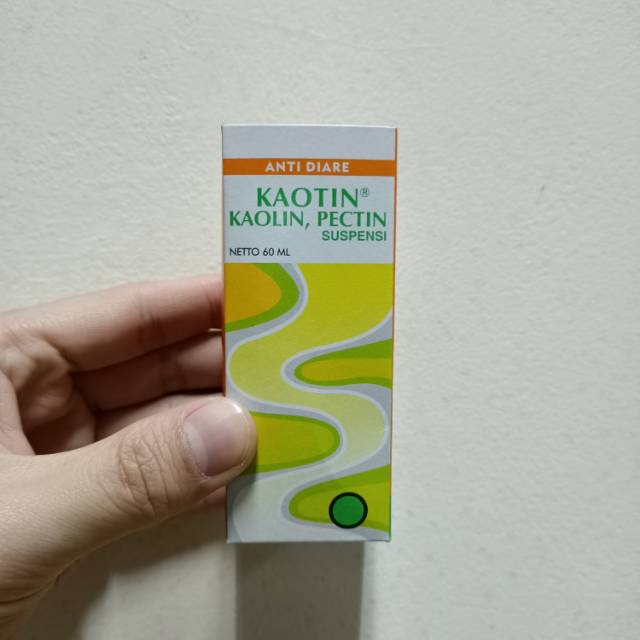 ANTI DIARE
KAOTIN®
KAOLIN, PECTIN
SUSPENSI
NETTO 60 ML